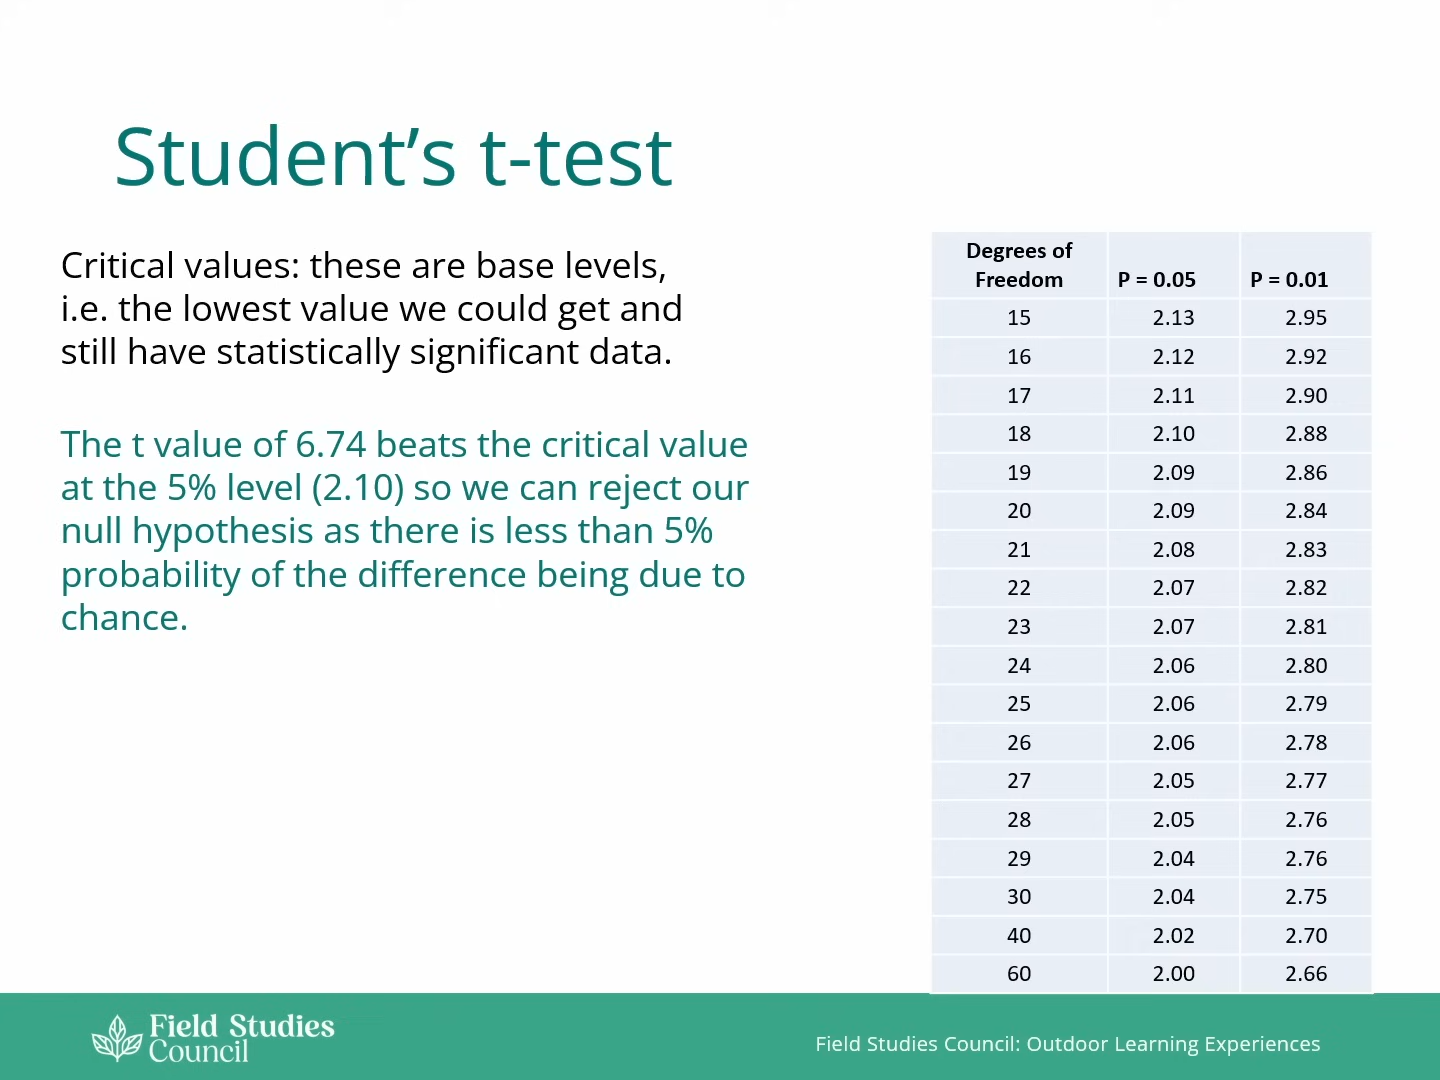 Student’s t-test
Critical values: these are base levels,
i.e. the lowest value we could get and
still have statistically significant data.
The t value of 6.74 beats the critical value
at the 5% level (2.10) so we can reject our
null hypothesis as there is less than 5%
probability of the difference being due to
chance.
Degrees of
Freedom P = 0.05 P = 0.01
15 2.13 2.95
16 2.12 2.92
17 2.11 2.90
18 2.10 2.88
19 2.09 2.86
20 2.09 2.84
21 2.08 2.83
22 2.07 2.82
23 2.07 2.81
24 2.06 2.80
25 2.06 2.79
26 2.06 2.78
27 2.05 2.77
28 2.05 2.76
29 2.04 2.76
30 2.04 2.75
40 2.02 2.70
60 2.00 2.66
Field Studies
Council
Field Studies Council: Outdoor Learning Experiences